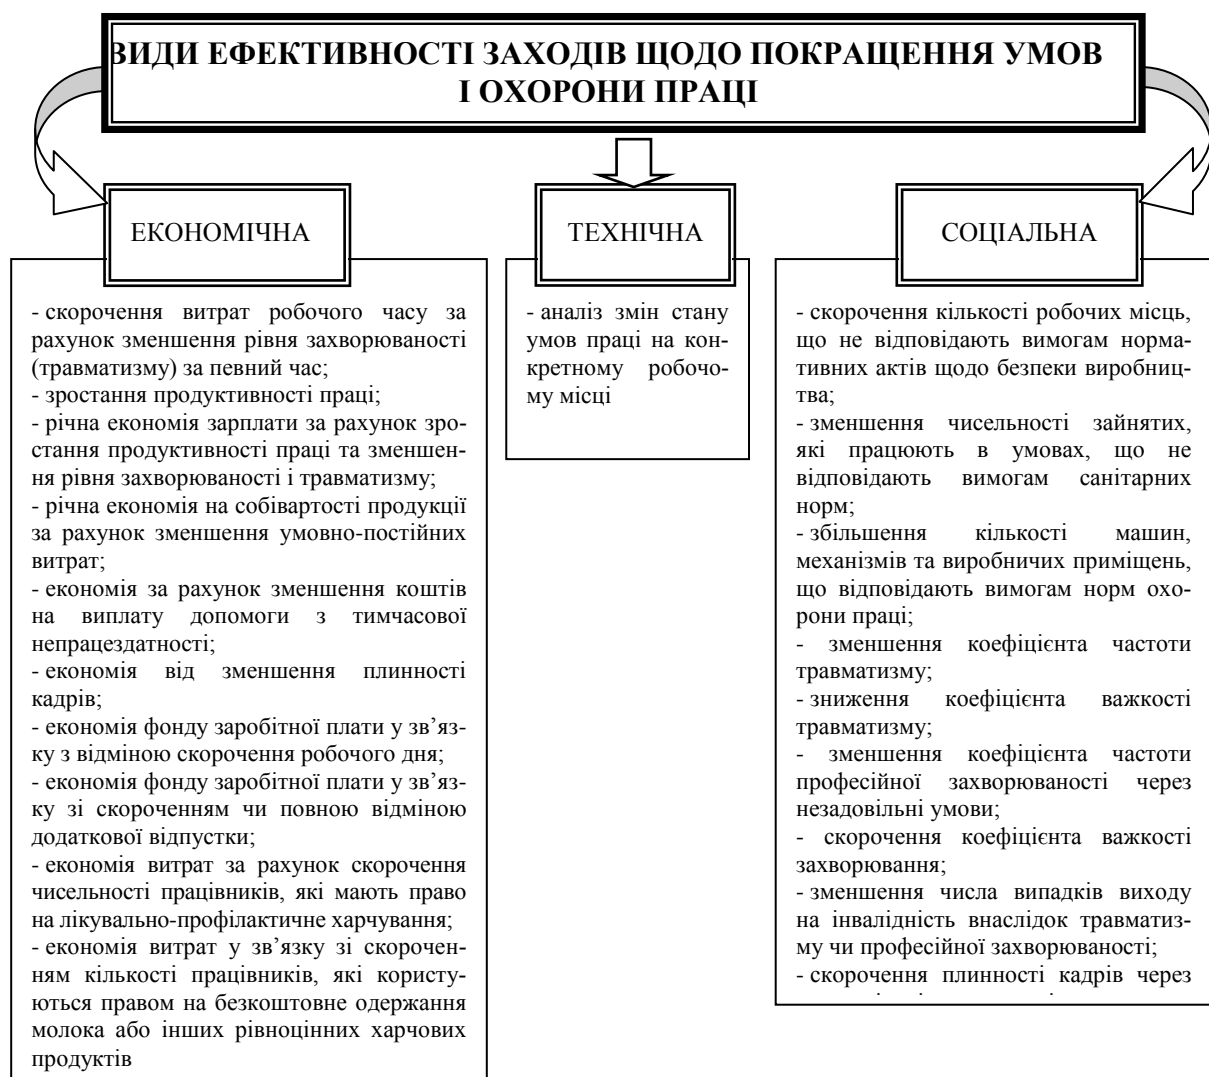 ВИДИ ЕФЕКТИВНОСТІ ЗАХОДІВ ЩОДО ПОКРАЩЕННЯ УМОВ
І ОХОРОНИ ПРАЦІ
ЕКОНОМІЧНА
- скорочення витрат робочого часу за
рахунок зменшення рівня захворюваності
(травматизму) за певний час;
- зростання продуктивності праці;
- річна економія зарплати за рахунок зро-
стання продуктивності праці та зменшен-
ня рівня захворюваності і травматизму;
- річна економія на собівартості продукції
за рахунок зменшення умовно-постійних
витрат;
- економія за рахунок зменшення коштів
на виплату допомоги з тимчасової
непрацездатності;
- економія від зменшення плинності
кадрів;
- економія фонду заробітної плати у зв’яз-
ку з відміною скорочення робочого дня;
- економія фонду заробітної плати у зв’яз-
ку зі скороченням чи повною відміною
додаткової відпустки;
- економія витрат за рахунок скорочення
чисельності працівників, які мають право
на лікувально-профілактичне харчування;
- економія витрат у зв’язку зі скорочен-
ням кількості працівників, які користу-
ються правом на безкоштовне одержання
молока або інших рівноцінних харчових
продуктів
ТЕХНІЧНА
- аналіз змін стану
умов праці на кон-
кретному робочо-
му місці
СОЦІАЛЬНА
- скорочення кількості робочих місць,
що не відповідають вимогам норма-
тивних актів щодо безпеки виробниц-
тва;
- зменшення чисельності зайнятих,
які працюють в умовах, що не
відповідають вимогам санітарних
норм;
- збільшення кількості машин,
механізмів та виробничих приміщень,
що відповідають вимогам норм охо-
рони праці;
- зменшення коефіцієнта частоти
травматизму;
- зниження коефіцієнта важкості
травматизму;
- зменшення коефіцієнта частоти
професійної захворюваності через
незадовільні умови;
- скорочення коефіцієнта важкості
захворювання;
- зменшення числа випадків виходу
на інвалідність внаслідок травматиз-
му чи професійної захворюваності;
- скорочення плинності кадрів через